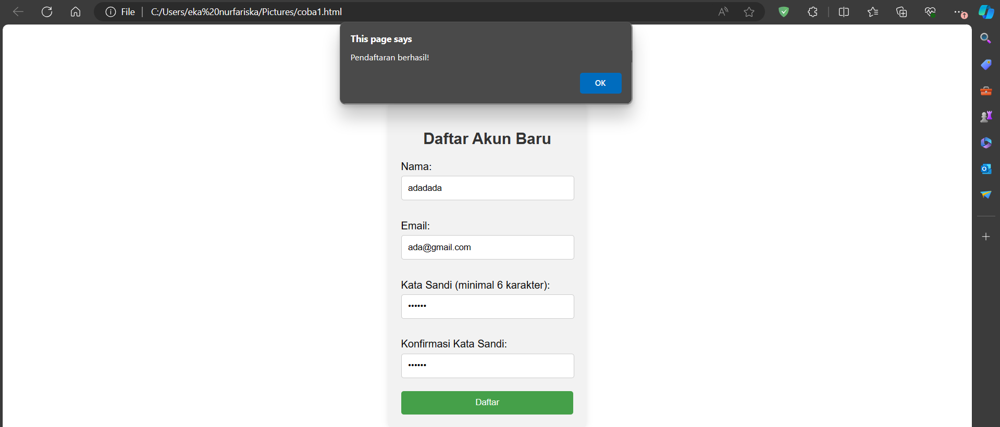 File C:/Users/eka%20nurfariska/Pictures/coba1.html
This page says
Pendaftaran berhasil!
OK
Daftar Akun Baru
Nama:
adadada
Email:
ada@gmail.com
Kata Sandi (minimal 6 karakter):
••••••
Konfirmasi Kata Sandi:
••••••
Daftar